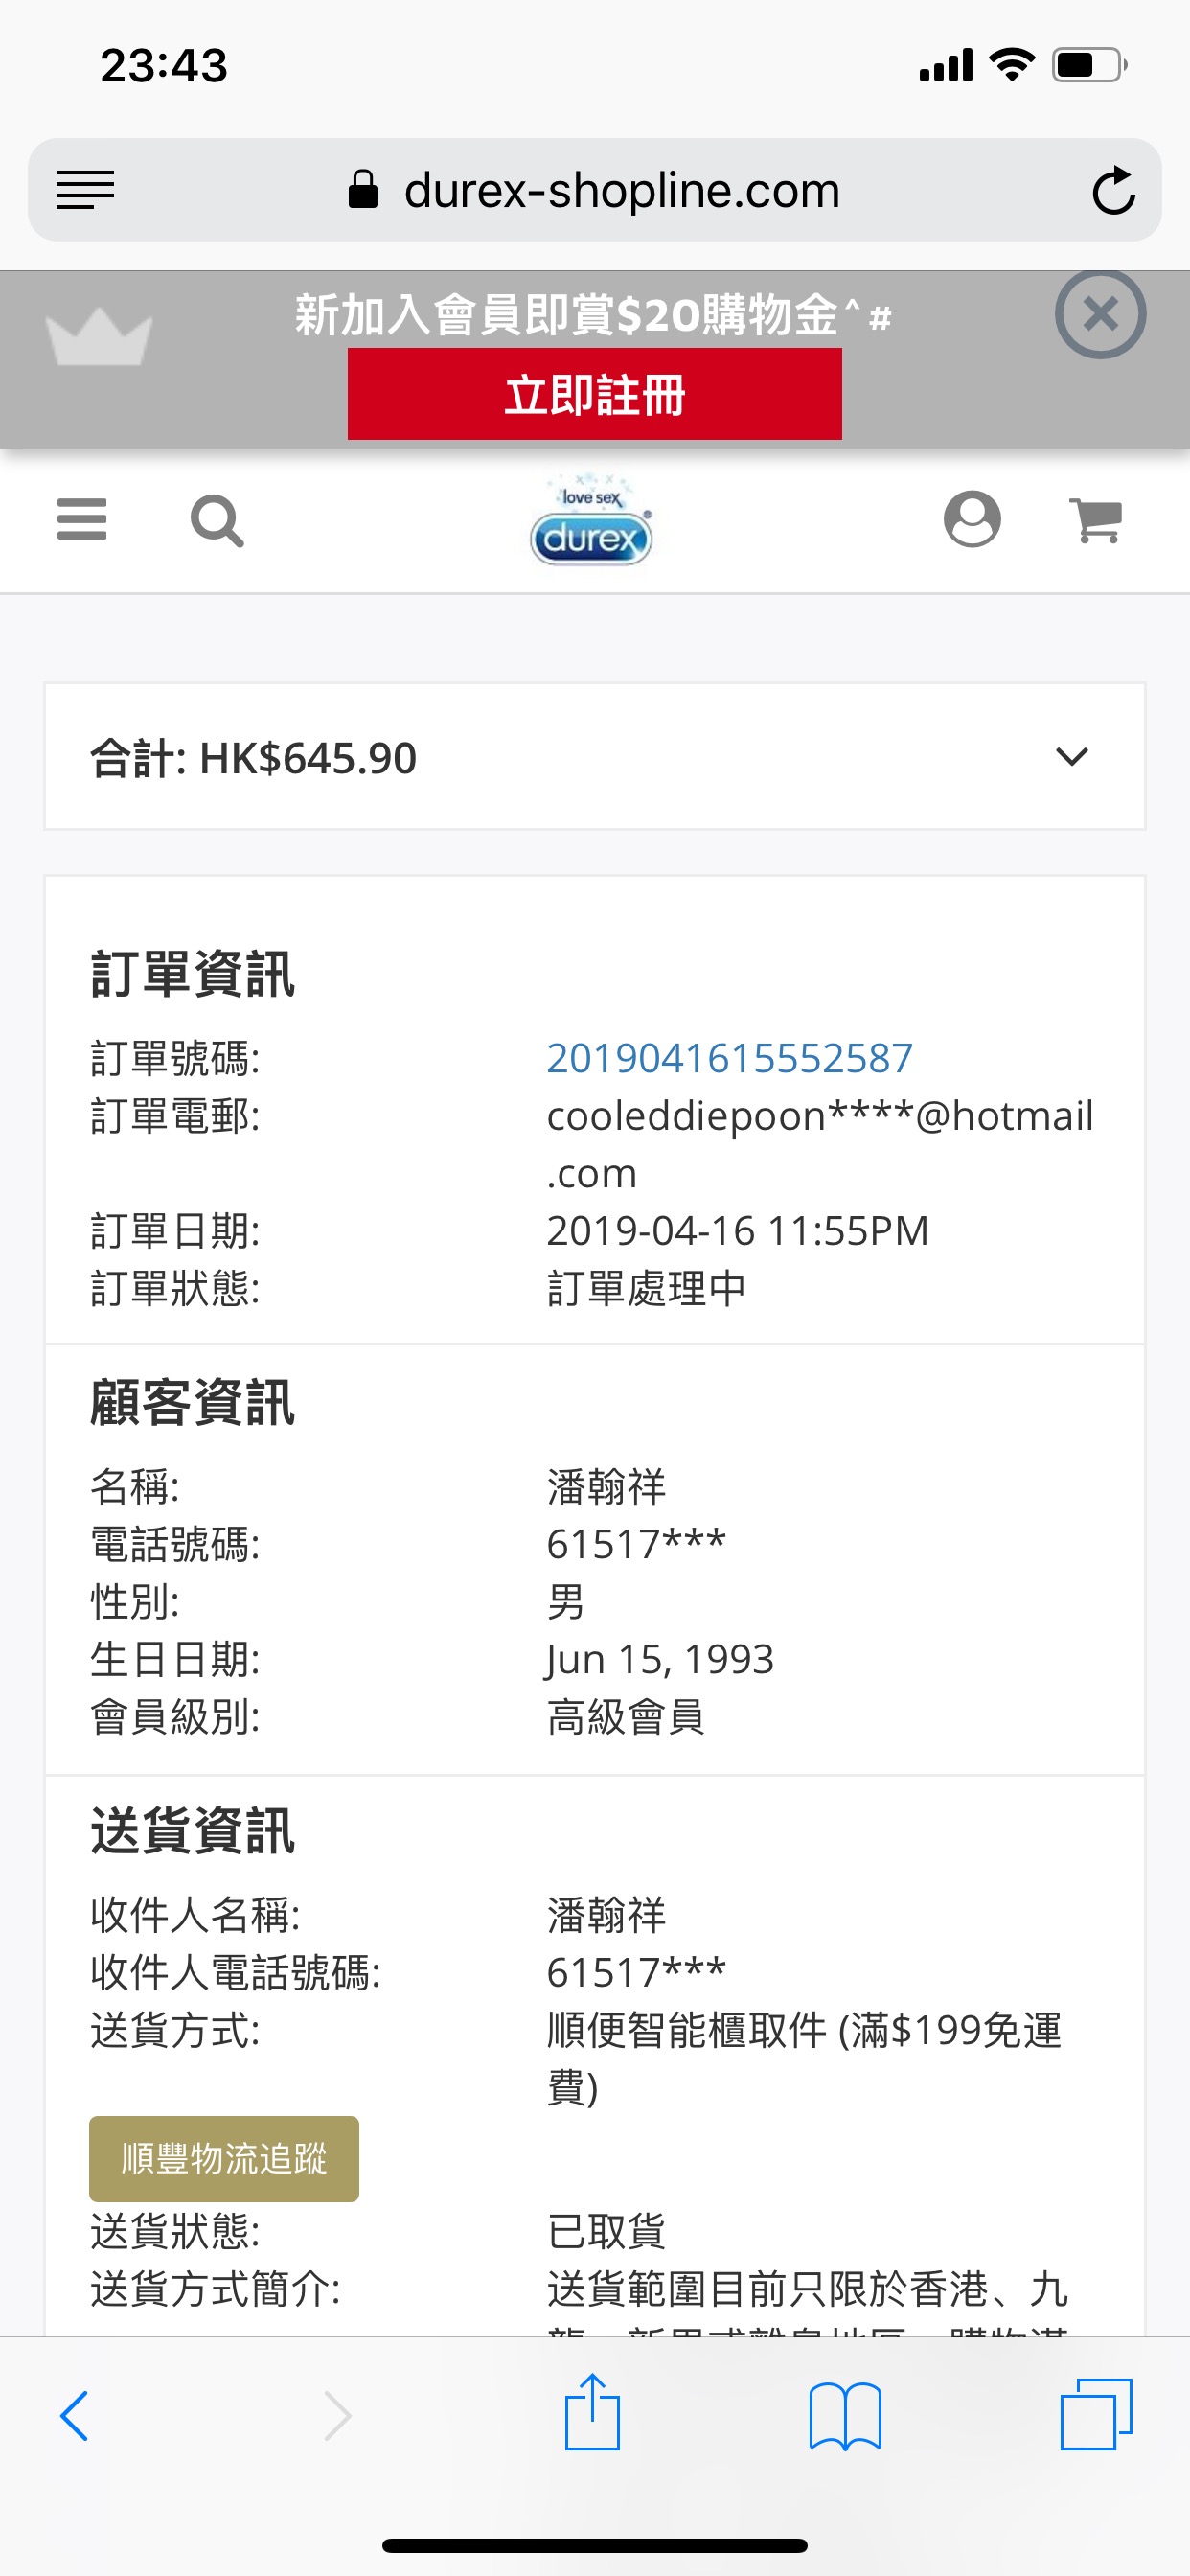 23:43
durex-shopline.com
新加入會員即賞$20購物金^#
立即註冊
love sex
durex®
合計: HK$645.90
訂單資訊
訂單號碼: 2019041615552587
訂單電郵: cooleddiepoon****@hotmail
.com
訂單日期: 2019-04-16 11:55PM
訂單狀態: 訂單處理中
顧客資訊
名稱: 潘翰祥
電話號碼: 61517***
性別: 男
生日日期: Jun 15, 1993
會員級別: 高級會員
送貨資訊
收件人名稱: 潘翰祥
收件人電話號碼: 61517***
送貨方式: 順便智能櫃取件 (滿$199免運
費)
順豐物流追蹤
送貨狀態: 已取貨
送貨方式簡介: 送貨範圍目前只限於香港、九